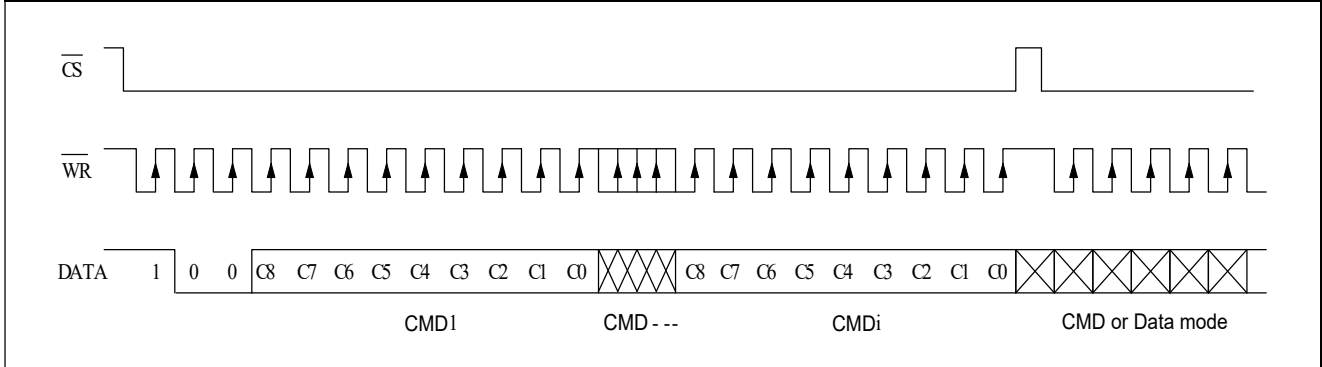 CS
WR
DATA 1 0 0 C8 C7 C6 C5 C4 C3 C2 C1 C0 C8 C7 C6 C5 C4 C3 C2 C1 C0
CMD1 CMD - -- CMDi CMD or Data mode